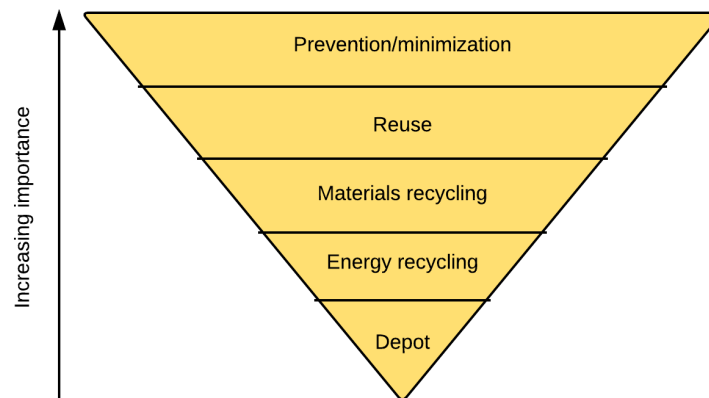 Prevention/minimization
Reuse
Materials recycling
Energy recycling
Depot
Increasing importance